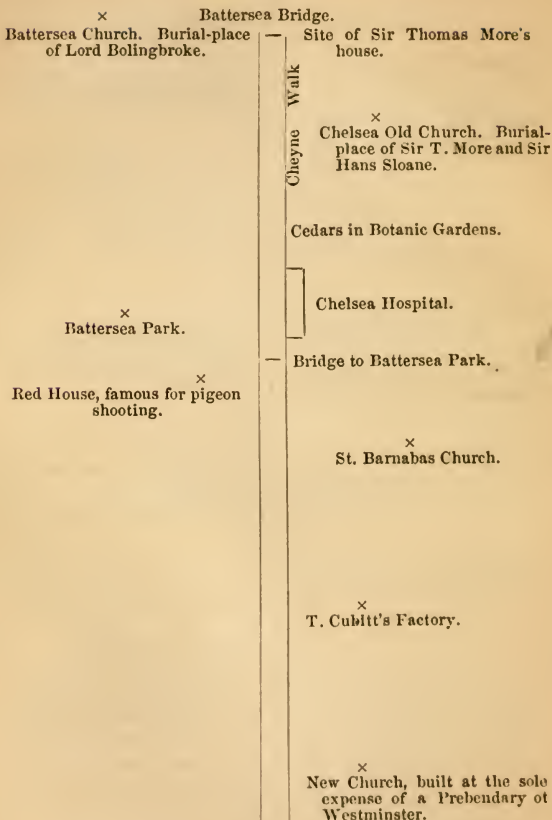 Battersea Bridge.
Battersea Church. Burial-place
of Lord Bolingbroke.
Site of Sir Thomas More's
house.
Cheyne Walk
Chelsea Old Church. Burial-
place of Sir T. More and Sir
Hans Sloane.
Cedars in Botanic Gardens.
Chelsea Hospital.
Battersea Park.
Bridge to Battersea Park.
Red House, famous for pigeon
shooting.
St. Barnabas Church.
T. Cubitt's Factory.
New Church, built at the sole
expense of a Prebendary of
Westminster.